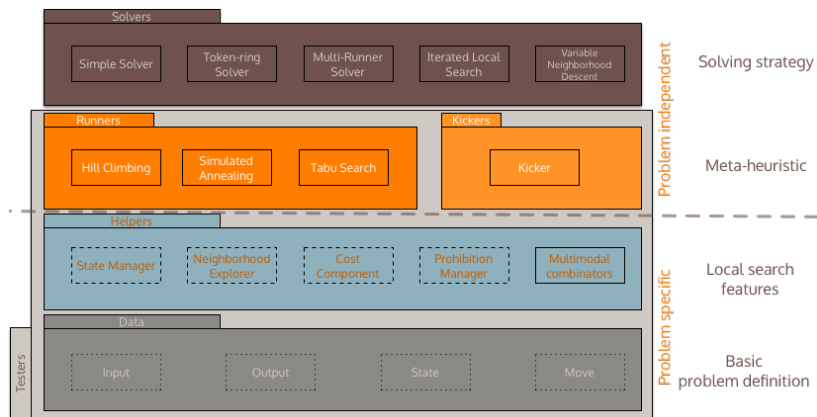 Solvers
Simple Solver
Token-ring
Solver
Multi-Runner
Solver
Iterated Local
Search
Variable
Neighborhood
Descent
Solving strategy
Problem independent
Runners
Hill Climbing
Simulated
Annealing
Tabu Search
Kickers
Kicker
Meta-heuristic
Helpers
State Manager
Neighborhood
Explorer
Cost
Component
Prohibition
Manager
Multimodal
combinators
Local search
features
Problem specific
Data
Input
Output
State
Move
Basic
problem definition
Testers